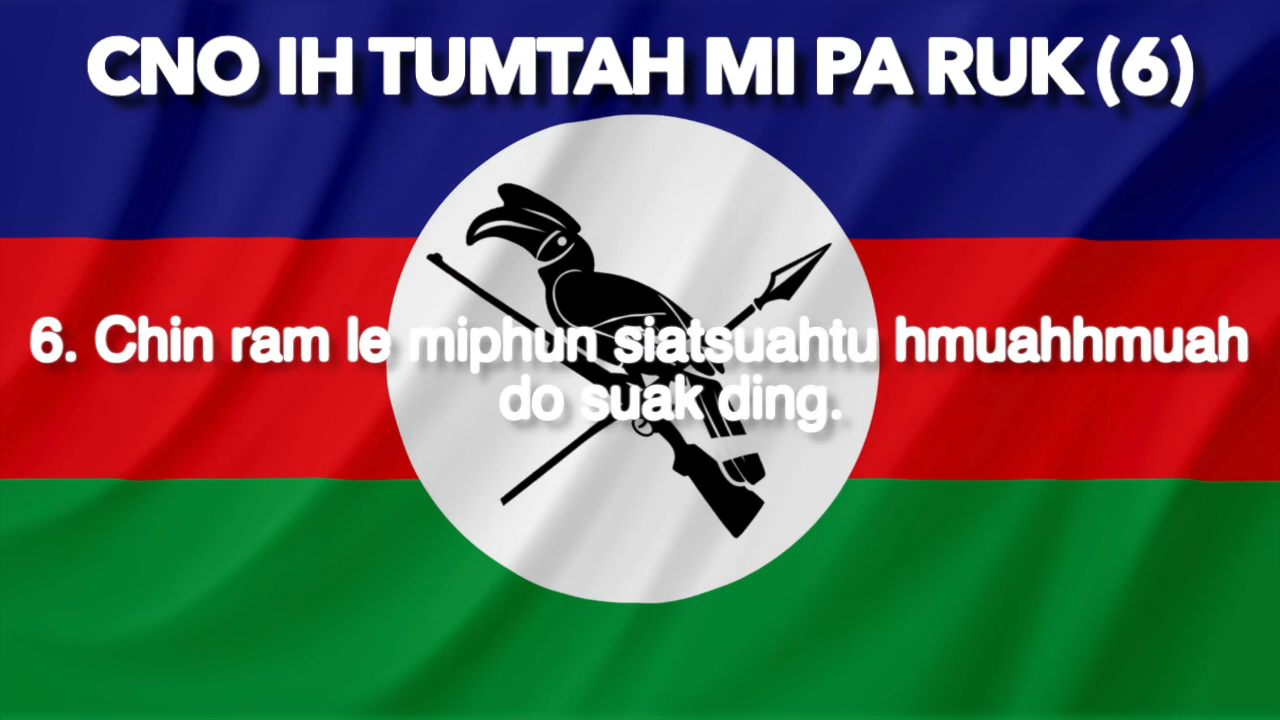 CNO IH TUMTAH MI PA RUK (6)
6. Chin ram le miphun siatsuahtu hmuahhmuah
do suak ding.